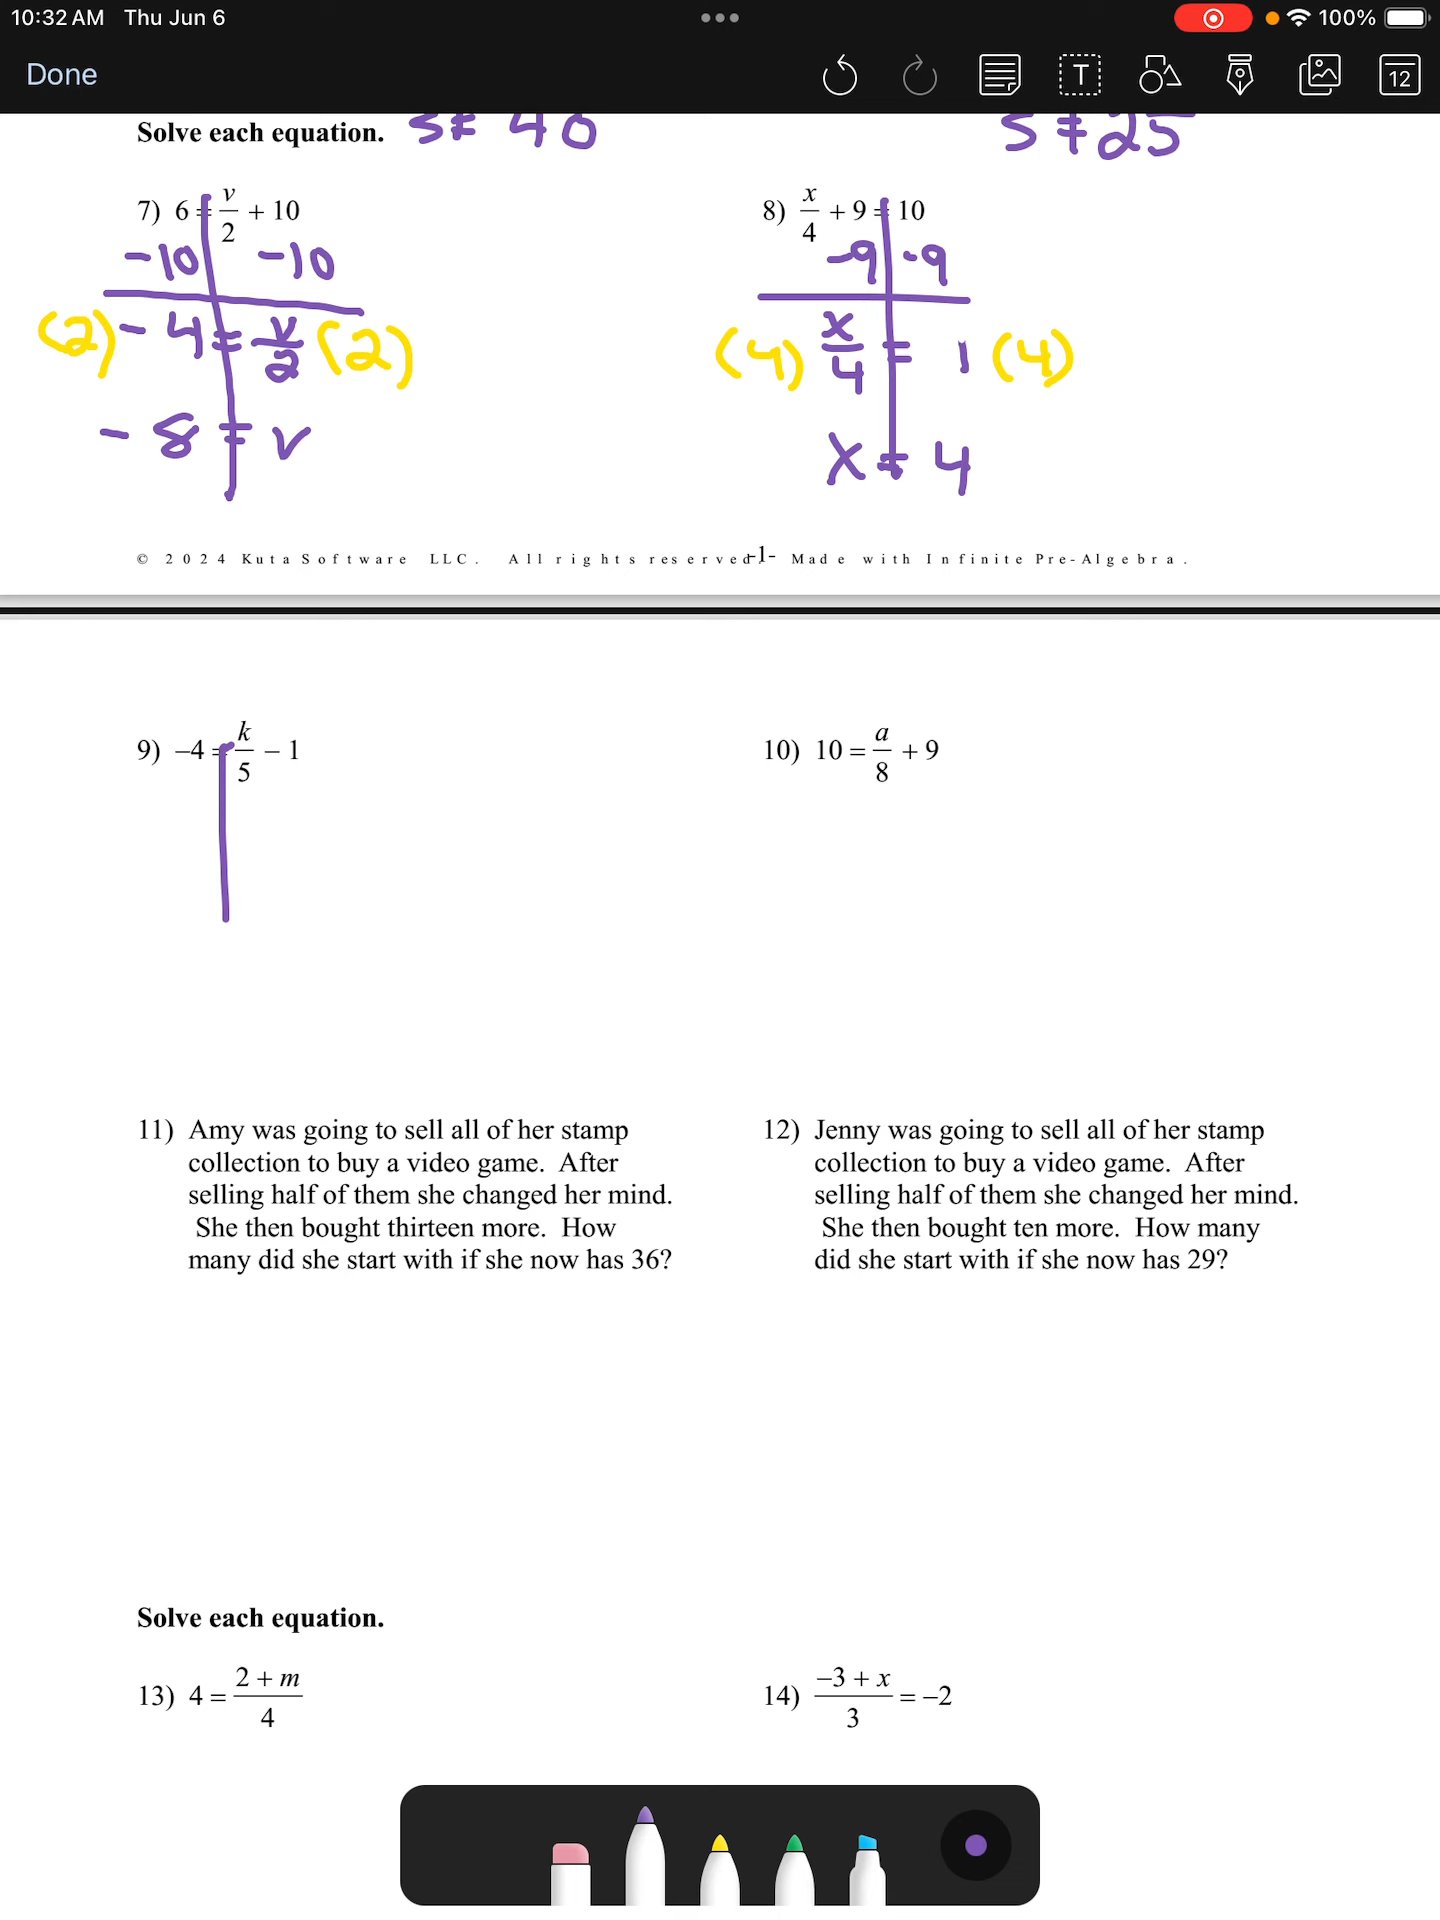 10:32 AM Thu Jun 6
100%
Done
T
12
Solve each equation.
S = 40
S = 25
7) 6 = v/2 + 10
-10 -10
(2) -4 = v/2 (2)
-8 = v
8) x/4 + 9 = 10
-9 -9
(4) x/4 = 1 (4)
x = 4
© 2024 Kuta Software LLC. All rights reserved. -1- Made with Infinite Pre-Algebra.
9) –4 = k/5 – 1
10) 10 = a/8 + 9
11) Amy was going to sell all of her stamp
collection to buy a video game. After
selling half of them she changed her mind.
She then bought thirteen more. How
many did she start with if she now has 36?
12) Jenny was going to sell all of her stamp
collection to buy a video game. After
selling half of them she changed her mind.
She then bought ten more. How many
did she start with if she now has 29?
Solve each equation.
13) 4 = (2 + m)/4
14) (–3 + x)/3 = –2